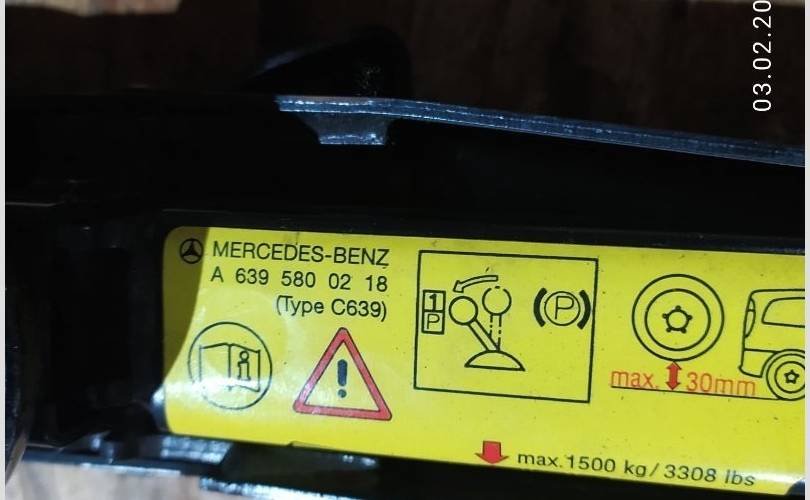 03.02.20
MERCEDES-BENZ
A 639 580 02 18
(Type C639)
1
P
P
i
!
max. 30mm
max. 1500 kg / 3308 lbs